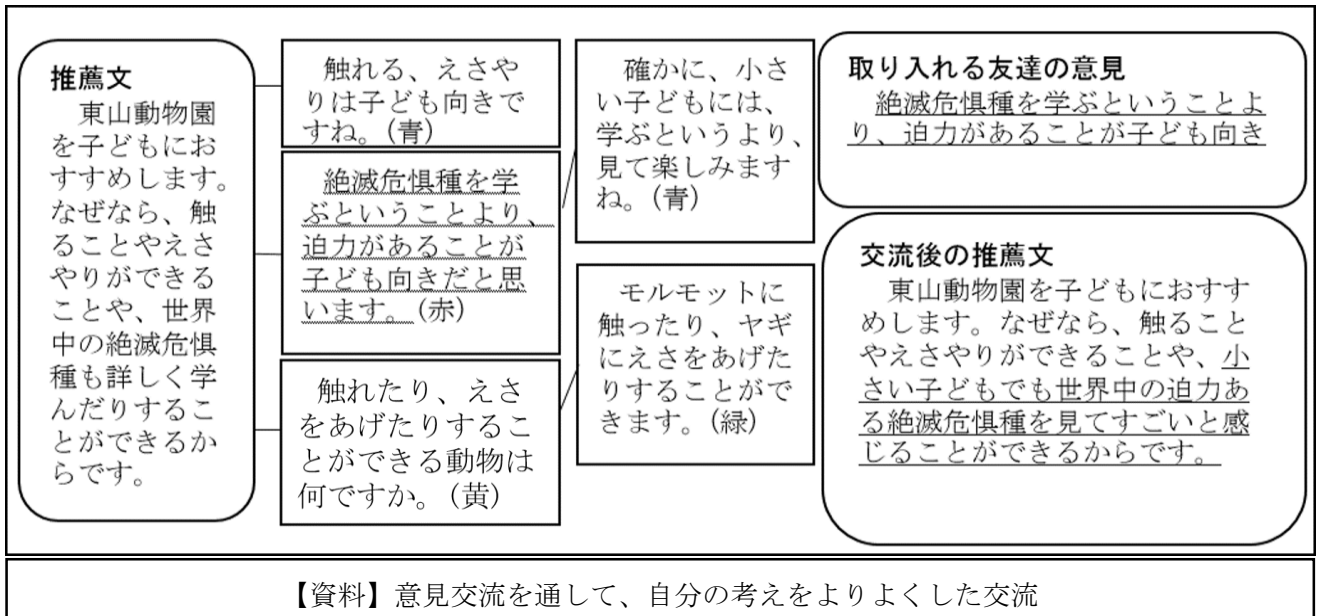 推薦文
東山動物園
を子どもにお
すすめします。
なぜなら、触
ることやえさ
やりができる
ことや、世界
中の絶滅危惧
種も詳しく学
んだりするこ
とができるか
らです。
触れる、えさや
りは子ども向きで
すね。(青)
絶滅危惧種を学
ぶということより、
迫力があることが
子ども向きだと思
います。(赤)
触れたり、えさ
をあげたりするこ
とができる動物は
何ですか。(黄)
確かに、小さ
い子どもには、
学ぶというより、
見て楽しみます
ね。(青)
モルモットに
触ったり、ヤギ
にえさをあげた
りすることがで
きます。(緑)
取り入れる友達の意見
絶滅危惧種を学ぶということよ
り、迫力があることが子ども向き
交流後の推薦文
東山動物園を子どもにおすす
めします。なぜなら、触ること
やえさやりができることや、小
さい子どもでも世界中の迫力あ
る絶滅危惧種を見てすごいと感
じることができるからです。
【資料】意見交流を通して、自分の考えをよりよくした交流